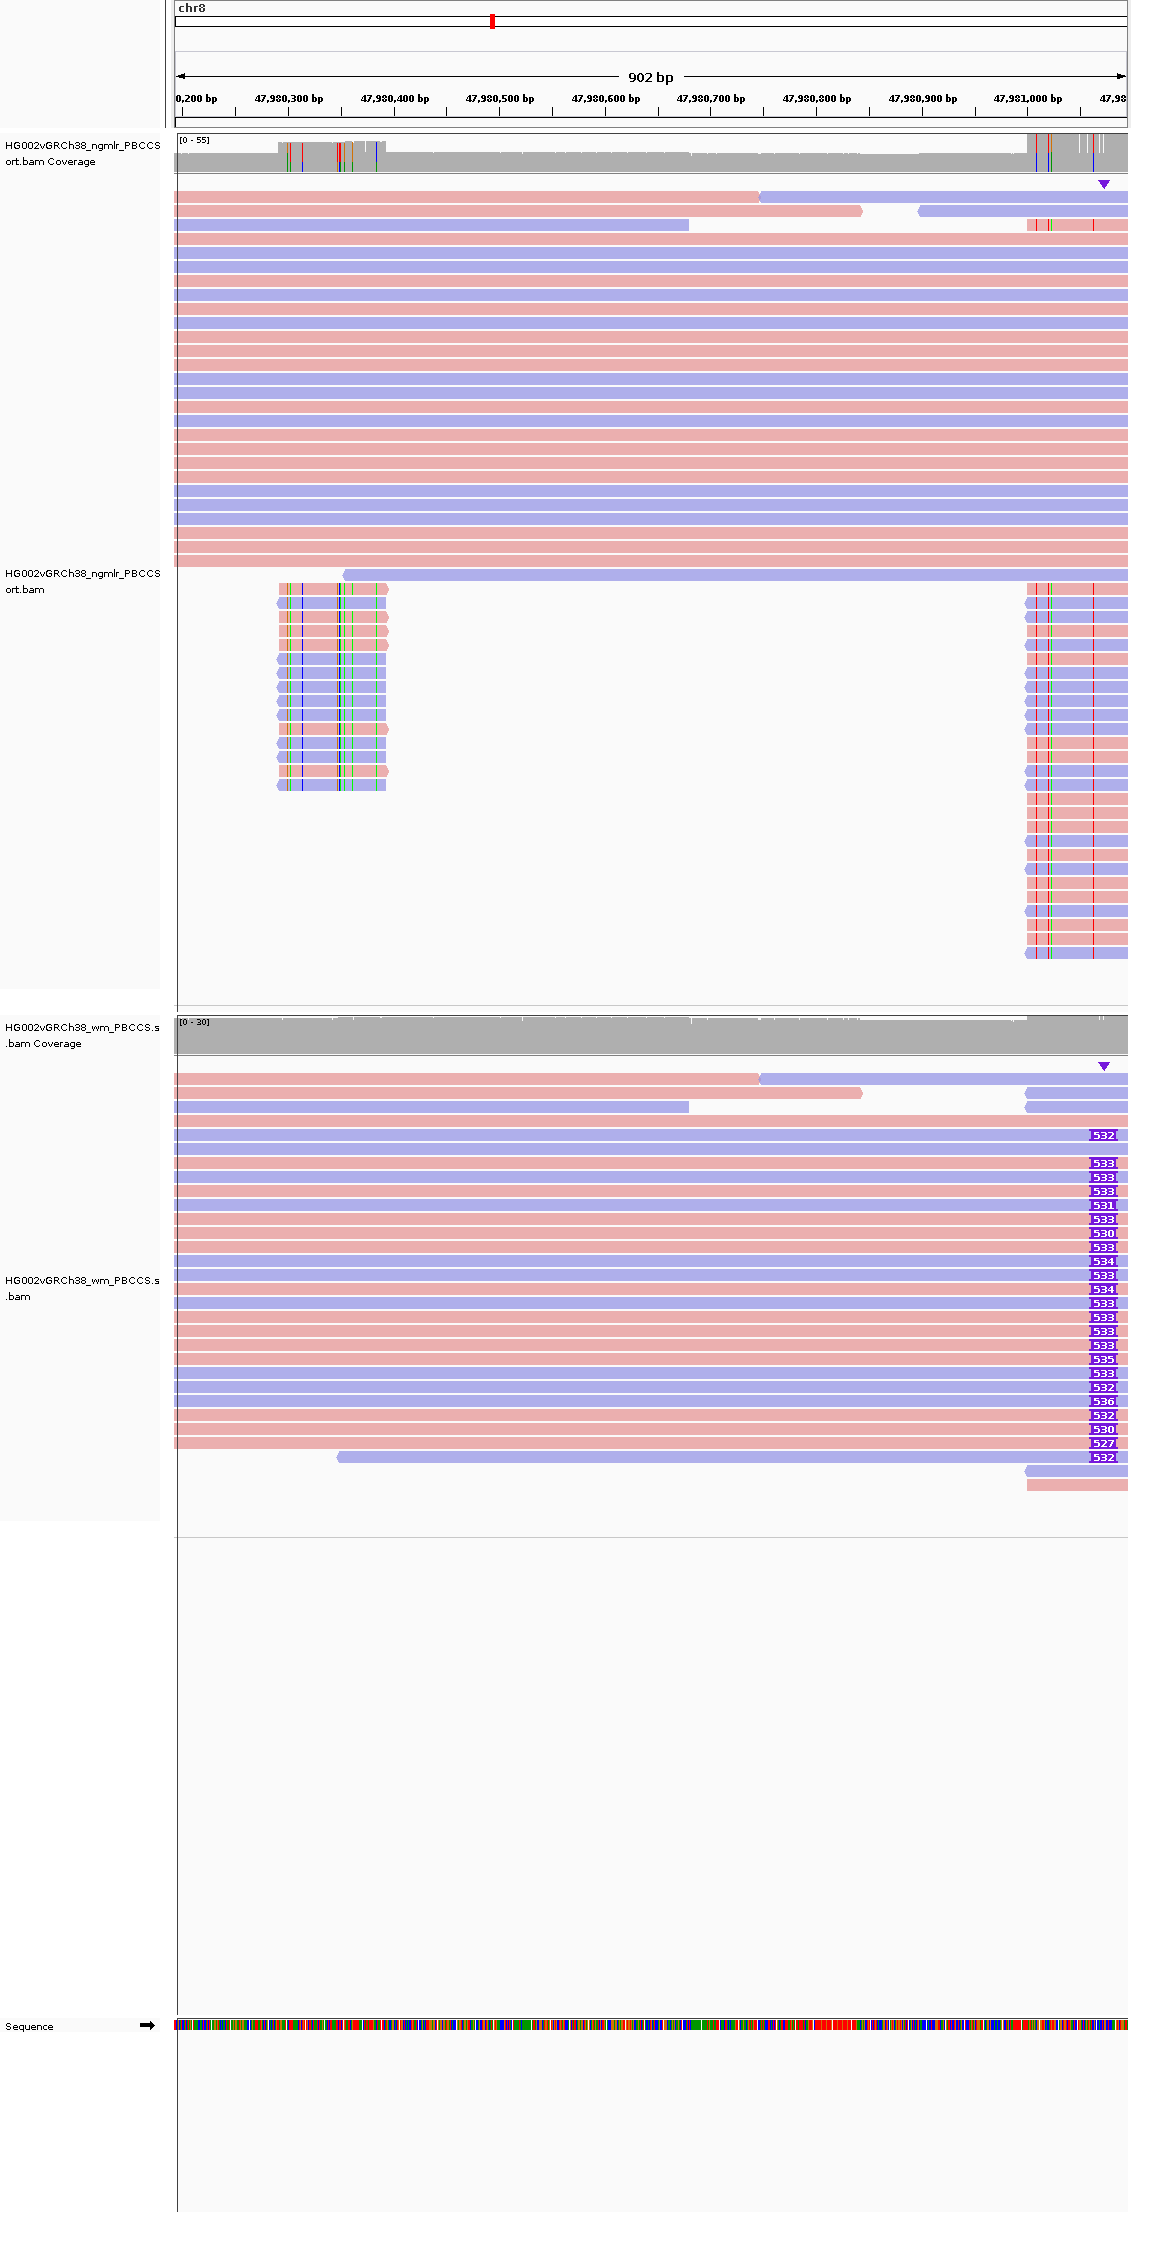 chr8
902 bp
0,200 bp 47,980,300 bp 47,980,400 bp 47,980,500 bp 47,980,600 bp 47,980,700 bp 47,980,800 bp 47,980,900 bp 47,981,000 bp 47,98
HG002vGRCh38_ngmlr_PBCCS
ort.bam Coverage
[0 - 55]
HG002vGRCh38_ngmlr_PBCCS
ort.bam
HG002vGRCh38_wm_PBCCS.s
.bam Coverage
[0 - 30]
532
533
533
533
531
533
530
533
534
533
534
533
533
533
533
535
533
532
536
532
530
527
532
HG002vGRCh38_wm_PBCCS.s
.bam
Sequence